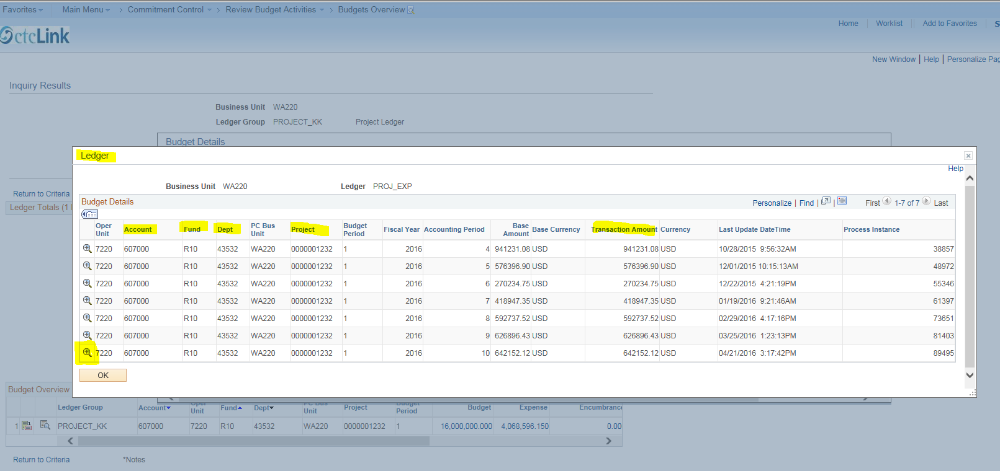 Favorites Main Menu > Commitment Control > Review Budget Activities > Budgets Overview
ctcLink
Home Worklist Add to Favorites S
New Window | Help | Personalize Pag
Inquiry Results
Business Unit WA220
Ledger Group PROJECT_KK Project Ledger
Budget Details
Ledger
Help
Business Unit WA220 Ledger PROJ_EXP
Return to Criteria
Ledger Totals (1
Budget Details Personalize | Find | | First 1-7 of 7 Last
Oper Unit Account Fund Dept PC Bus Unit Project Budget Period Fiscal Year Accounting Period Base Amount Base Currency Transaction Amount Currency Last Update DateTime Process Instance
7220 607000 R10 43532 WA220 0000001232 1 2016 4 941231.08 USD 941231.08 USD 10/28/2015 9:56:32AM 38857
7220 607000 R10 43532 WA220 0000001232 1 2016 5 576396.90 USD 576396.90 USD 12/01/2015 10:15:13AM 48972
7220 607000 R10 43532 WA220 0000001232 1 2016 6 270234.75 USD 270234.75 USD 12/22/2015 4:21:19PM 55346
7220 607000 R10 43532 WA220 0000001232 1 2016 7 418947.35 USD 418947.35 USD 01/19/2016 9:21:46AM 61397
7220 607000 R10 43532 WA220 0000001232 1 2016 8 592737.52 USD 592737.52 USD 02/29/2016 4:17:16PM 73651
7220 607000 R10 43532 WA220 0000001232 1 2016 9 626896.43 USD 626896.43 USD 03/25/2016 1:23:13PM 81403
7220 607000 R10 43532 WA220 0000001232 1 2016 10 642152.12 USD 642152.12 USD 04/21/2016 3:17:42PM 89495
OK
Budget Overview
Ledger Group Account Oper Unit Fund Dept PC Bus Unit Project Budget Period Budget Expense Encumbranc
1 PROJECT_KK 607000 7220 R10 43532 WA220 0000001232 1 16,000,000.000 4,068,596.150 0.00
Return to Criteria *Notes